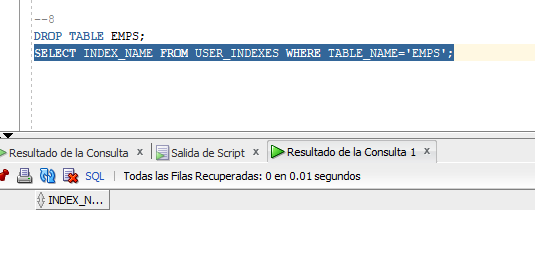 --8
DROP TABLE EMPS;
SELECT INDEX_NAME FROM USER_INDEXES WHERE TABLE_NAME='EMPS';
Resultado de la Consulta x Salida de Script x Resultado de la Consulta 1 x
SQL | Todas las Filas Recuperadas: 0 en 0.01 segundos
INDEX_N...